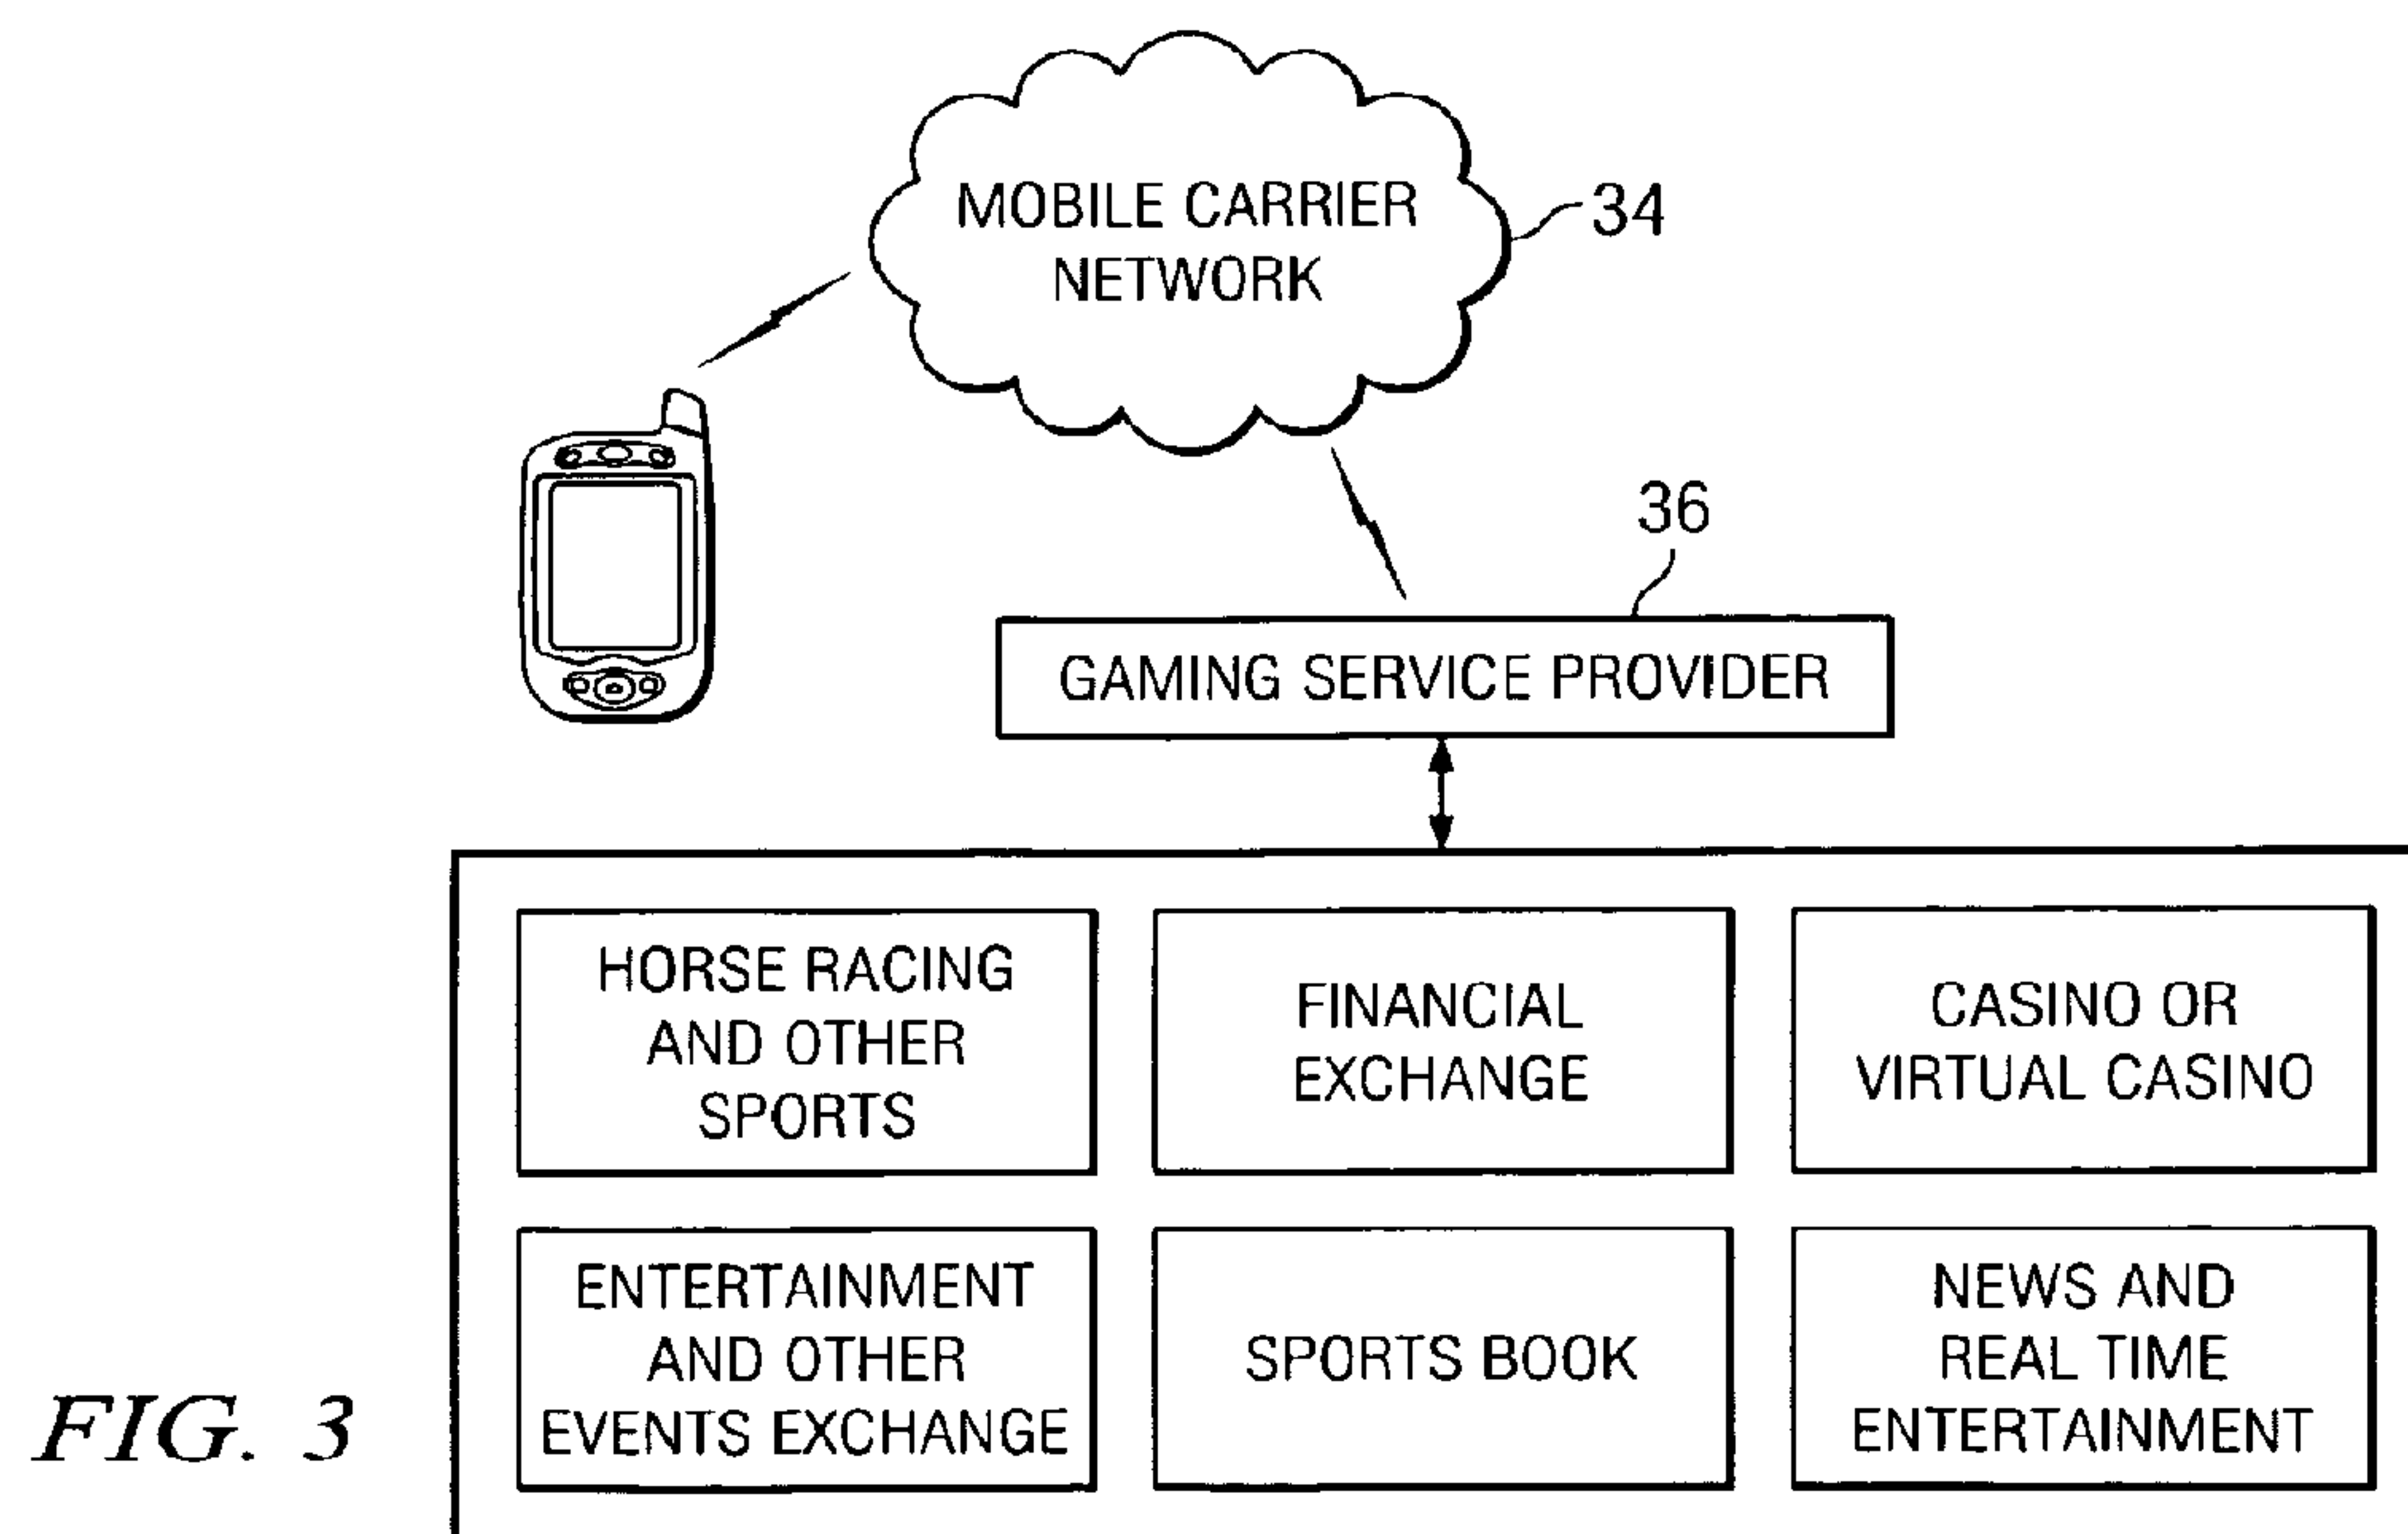 MOBILE CARRIER
NETWORK
34
36
GAMING SERVICE PROVIDER
HORSE RACING
AND OTHER
SPORTS
FINANCIAL
EXCHANGE
CASINO OR
VIRTUAL CASINO
ENTERTAINMENT
AND OTHER
EVENTS EXCHANGE
SPORTS BOOK
NEWS AND
REAL TIME
ENTERTAINMENT
FIG. 3